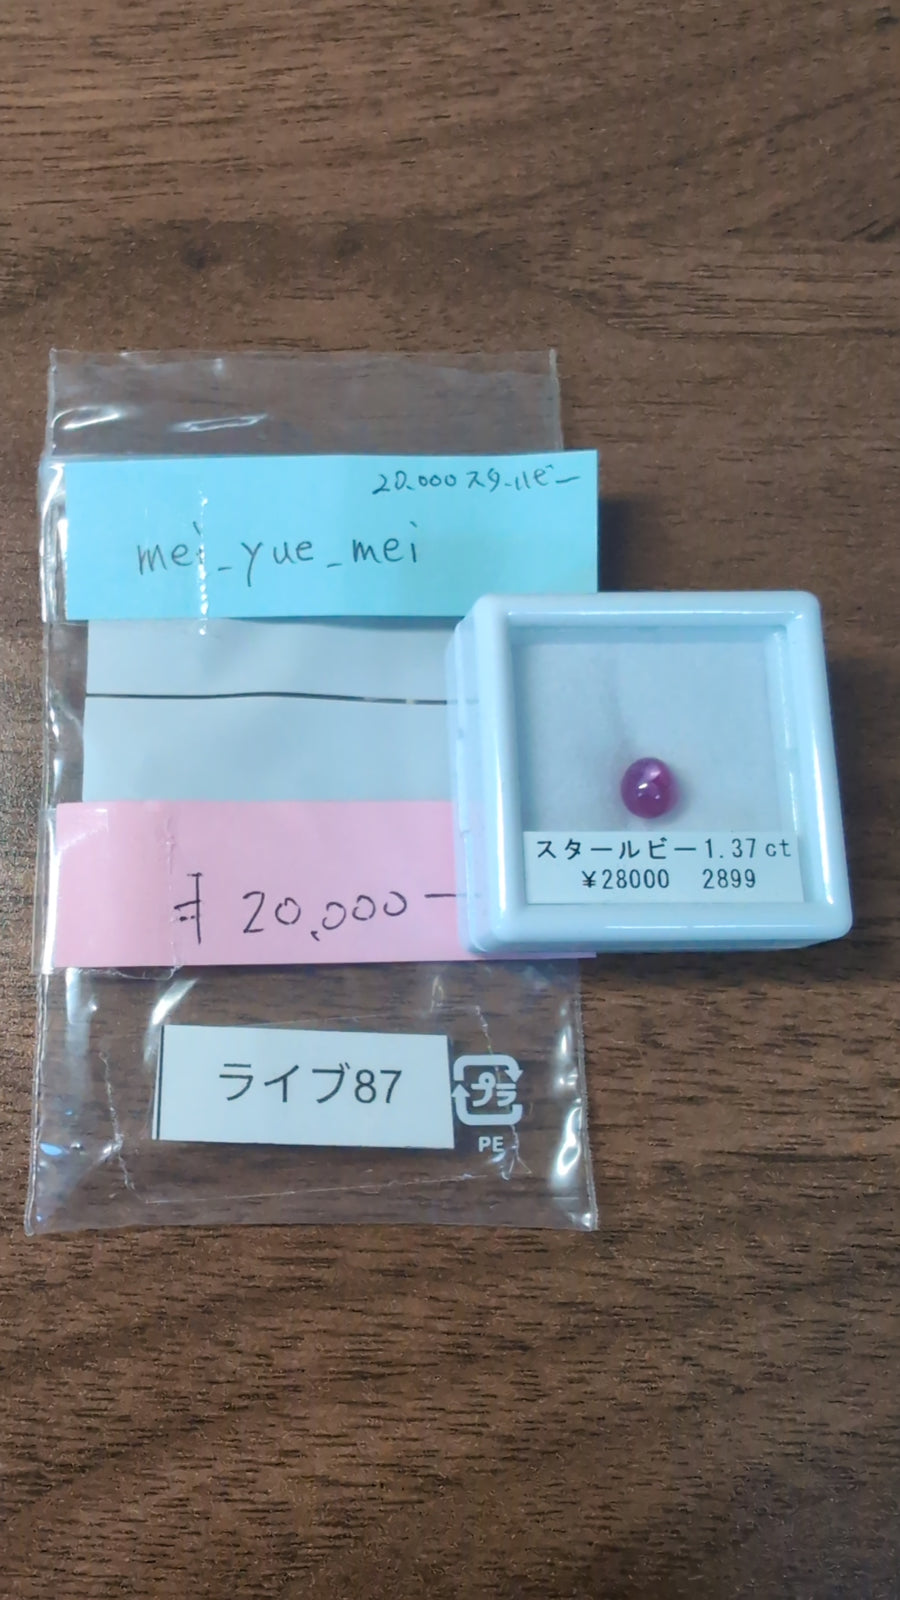 20.000 スタールビー
mei_yue_mei
スタールビー1.37ct
¥28000 2899
¥20,000ー
ライブ87
プラ
PE